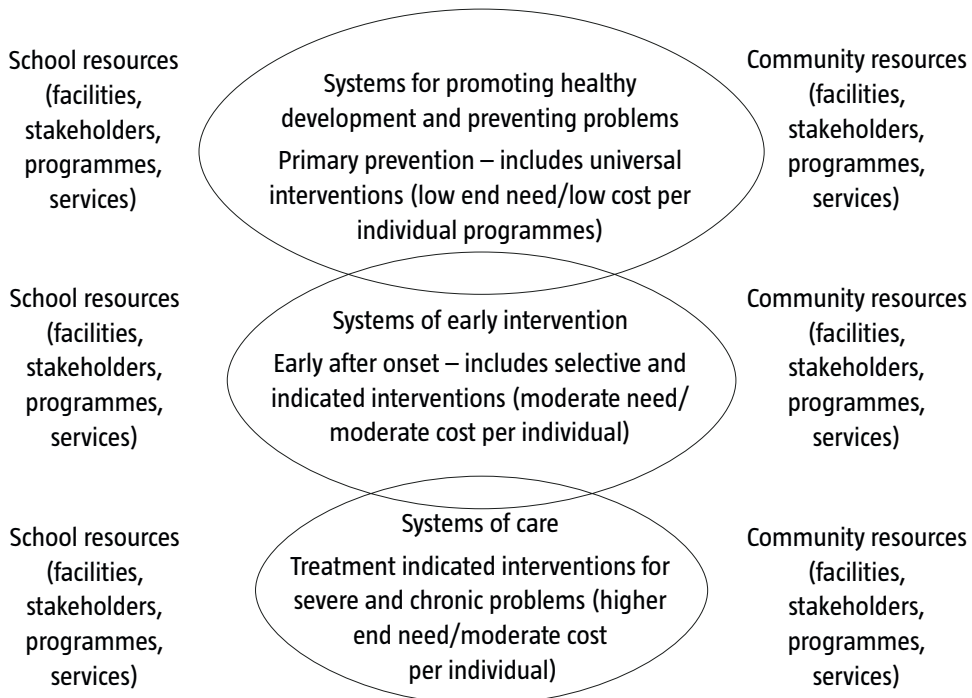 School resources
(facilities,
stakeholders,
programmes,
services)
Systems for promoting healthy
development and preventing problems
Primary prevention – includes universal
interventions (low end need/low cost per
individual programmes)
Community resources
(facilities,
stakeholders,
programmes,
services)
School resources
(facilities,
stakeholders,
programmes,
services)
Systems of early intervention
Early after onset – includes selective and
indicated interventions (moderate need/
moderate cost per individual)
Community resources
(facilities,
stakeholders,
programmes,
services)
School resources
(facilities,
stakeholders,
programmes,
services)
Systems of care
Treatment indicated interventions for
severe and chronic problems (higher
end need/moderate cost
per individual)
Community resources
(facilities,
stakeholders,
programmes,
services)